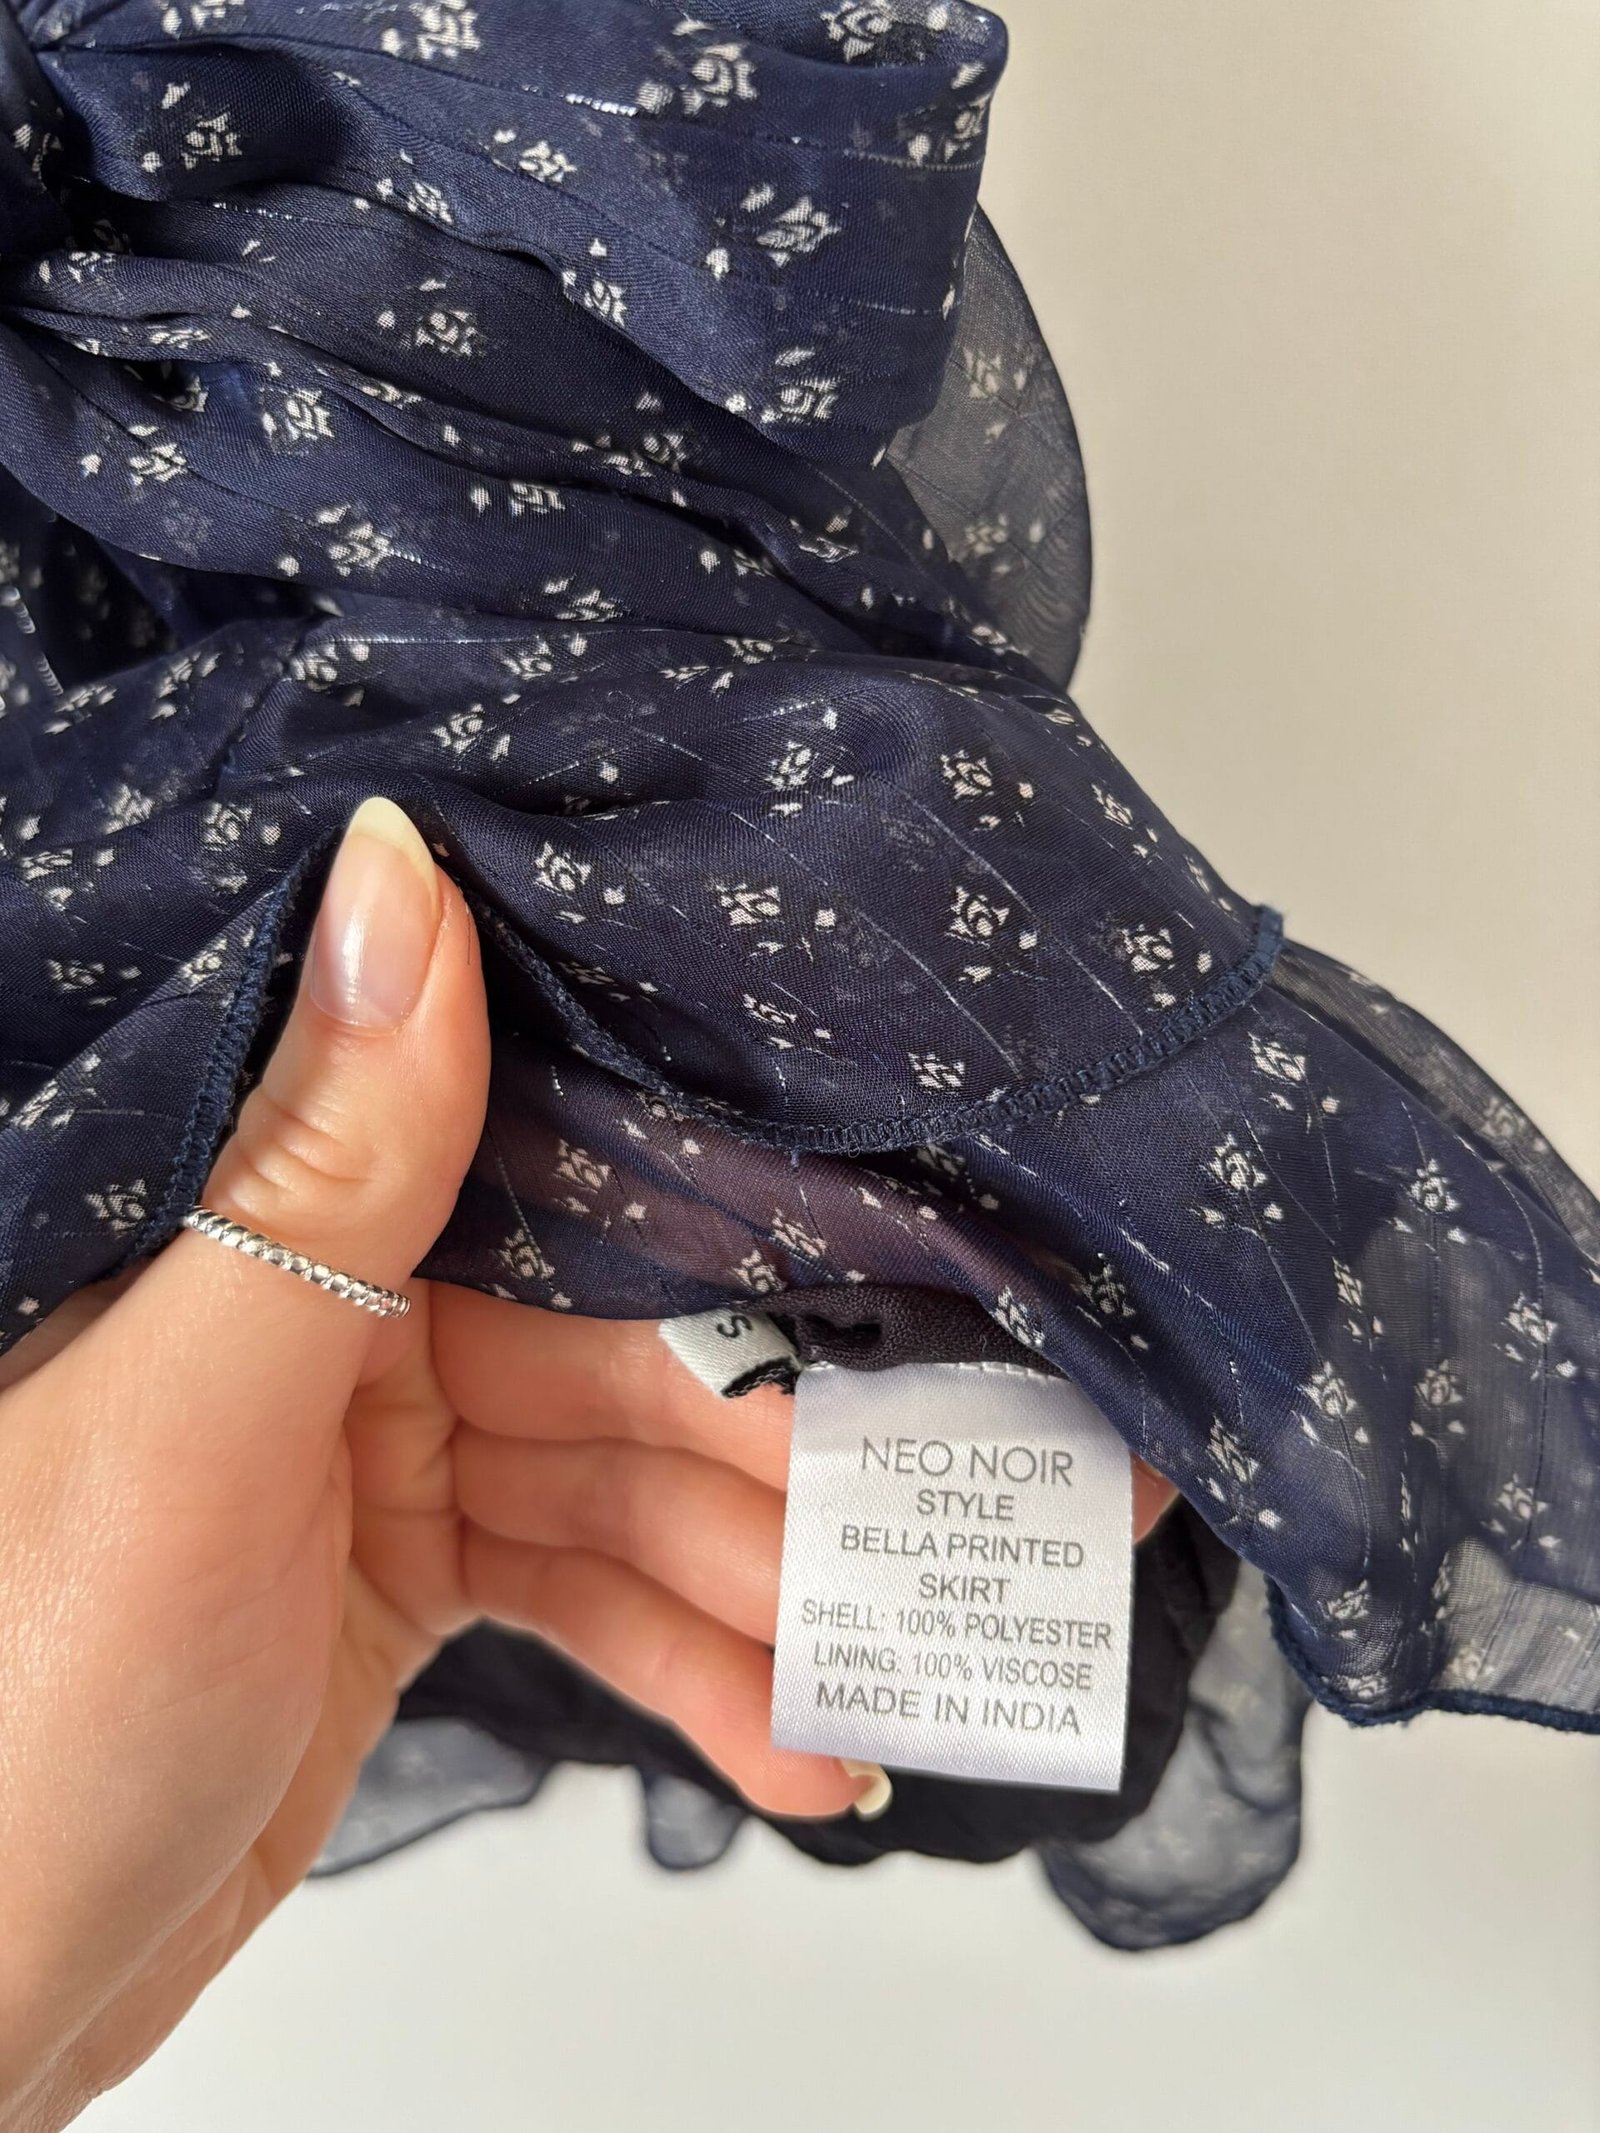 S
NEO NOIR
STYLE
BELLA PRINTED
SKIRT
SHELL: 100% POLYESTER
LINING. 100% VISCOSE
MADE IN INDIA